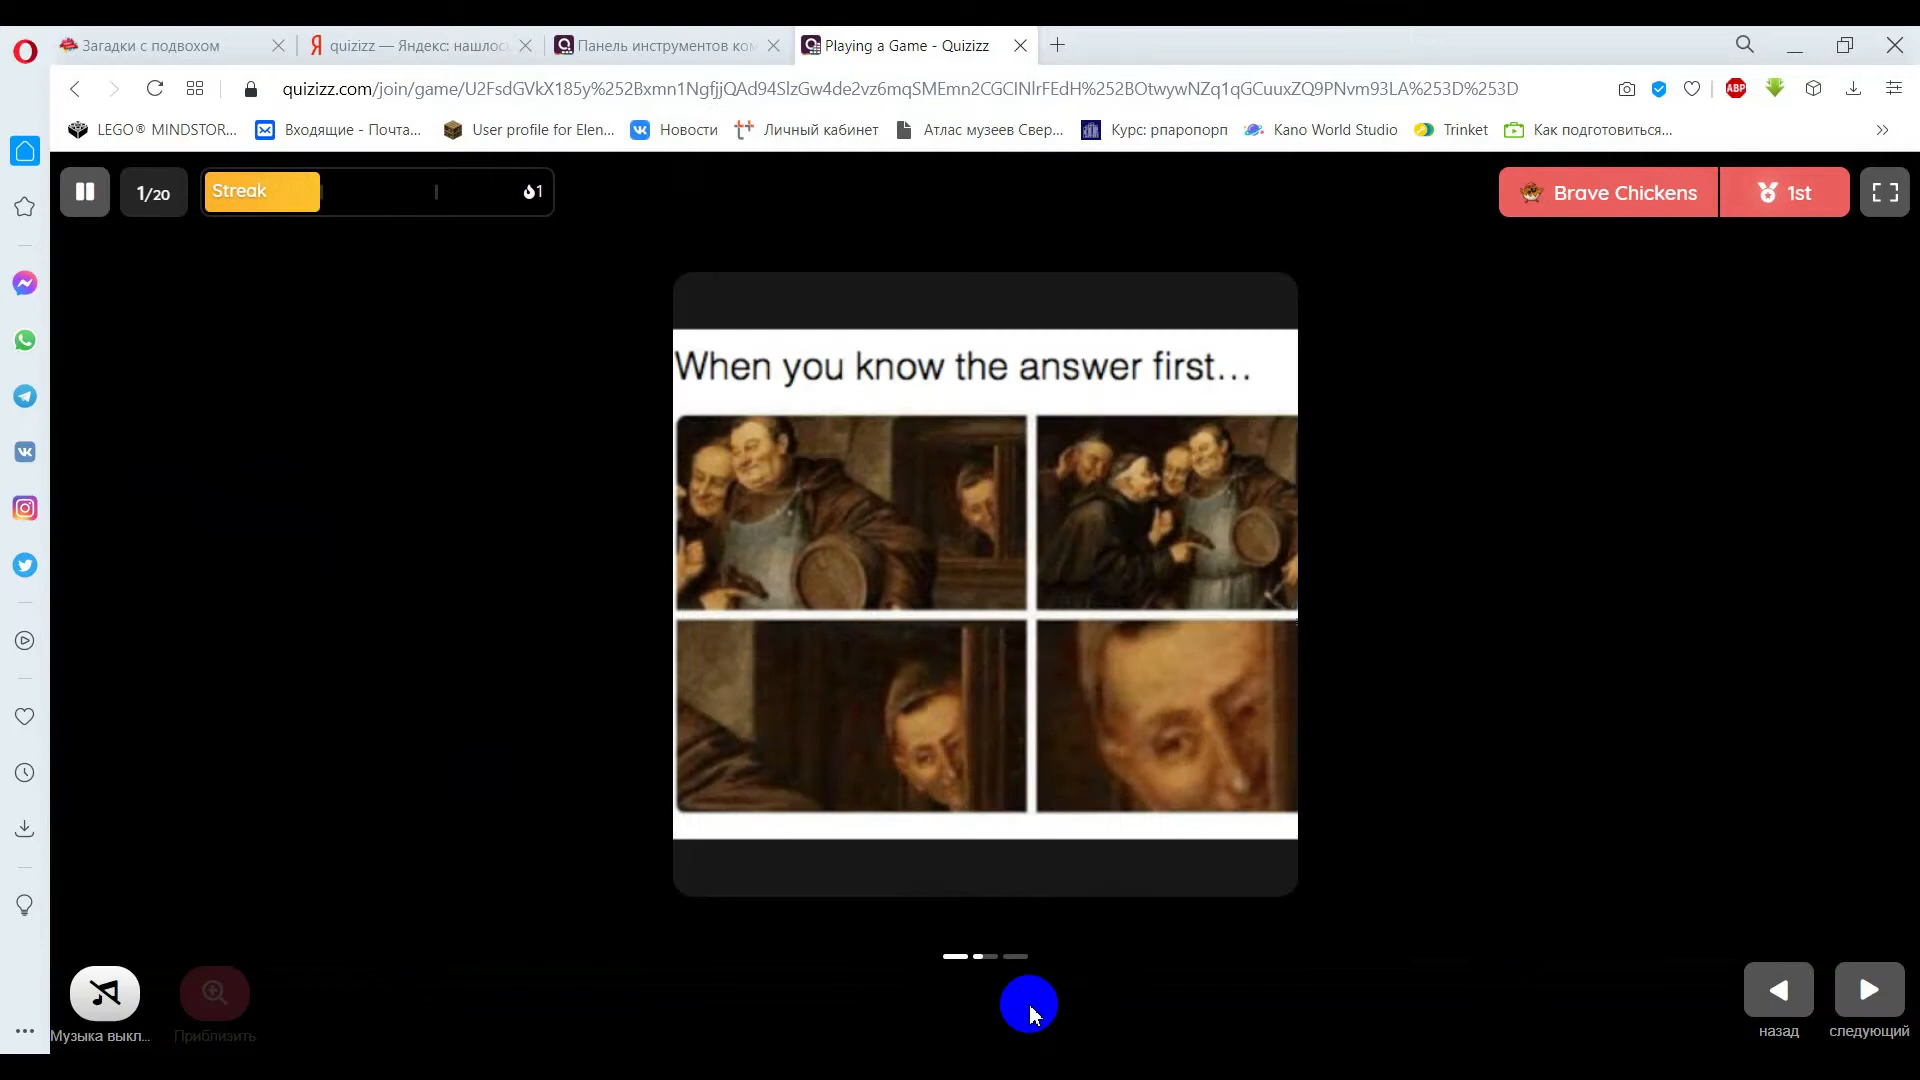 Загадки с подвохом
quizizz — Яндекс: нашлос
Панель инструментов ком
Playing a Game - Quizizz
quizizz.com/join/game/U2FsdGVkX185y%252Bxmn1NgfjjQAd94SlzGw4de2vz6mqSMEmn2CGClNlrFEdH%252BOtwywNZq1qGCuuxZQ9PNvm93LA%253D%253D
ABP
LEGO® MINDSTOR...
Входящие - Почта...
User profile for Elen...
Новости
Личный кабинет
Атлас музеев Свер...
Курс: рпаропорп
Kano World Studio
Trinket
Как подготовиться...
1/20
Streak
1
Brave Chickens
1st
When you know the answer first...
Музыка выкл...
Приблизить
назад
следующий